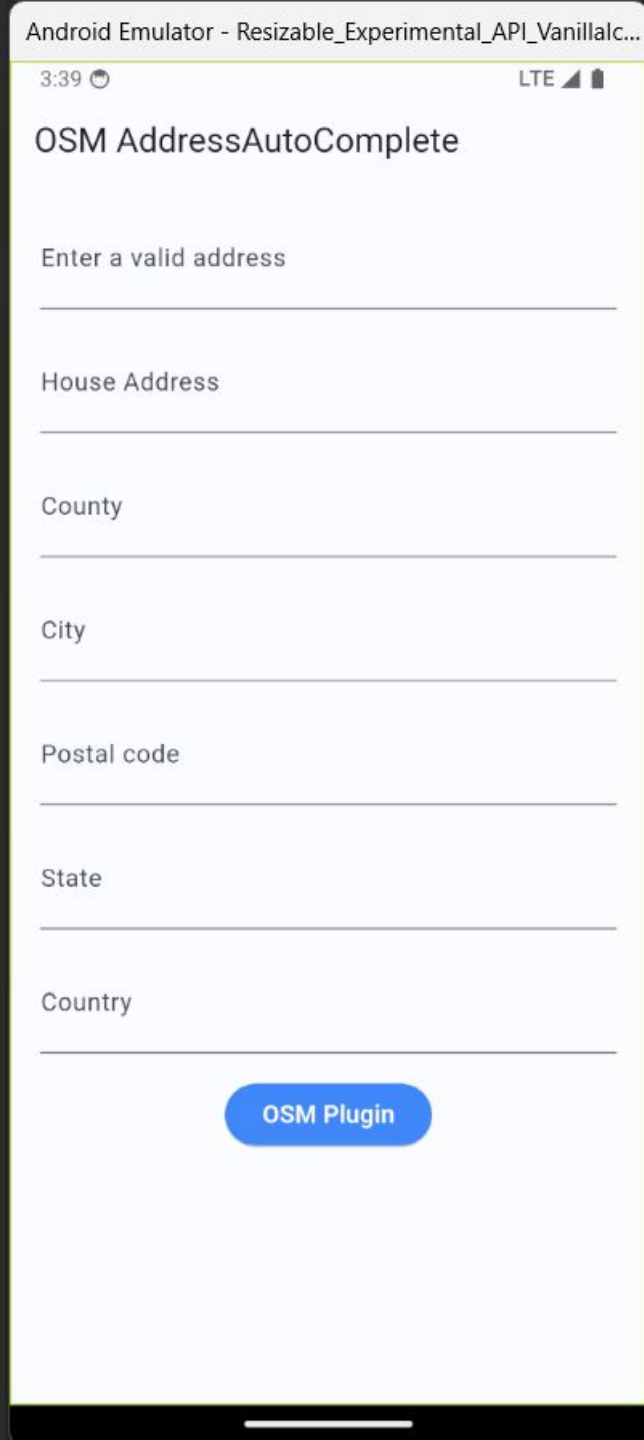 Android Emulator - Resizable_Experimental_API_Vanillalc...
3:39 LTE
OSM AddressAutoComplete
Enter a valid address
House Address
County
City
Postal code
State
Country
OSM Plugin